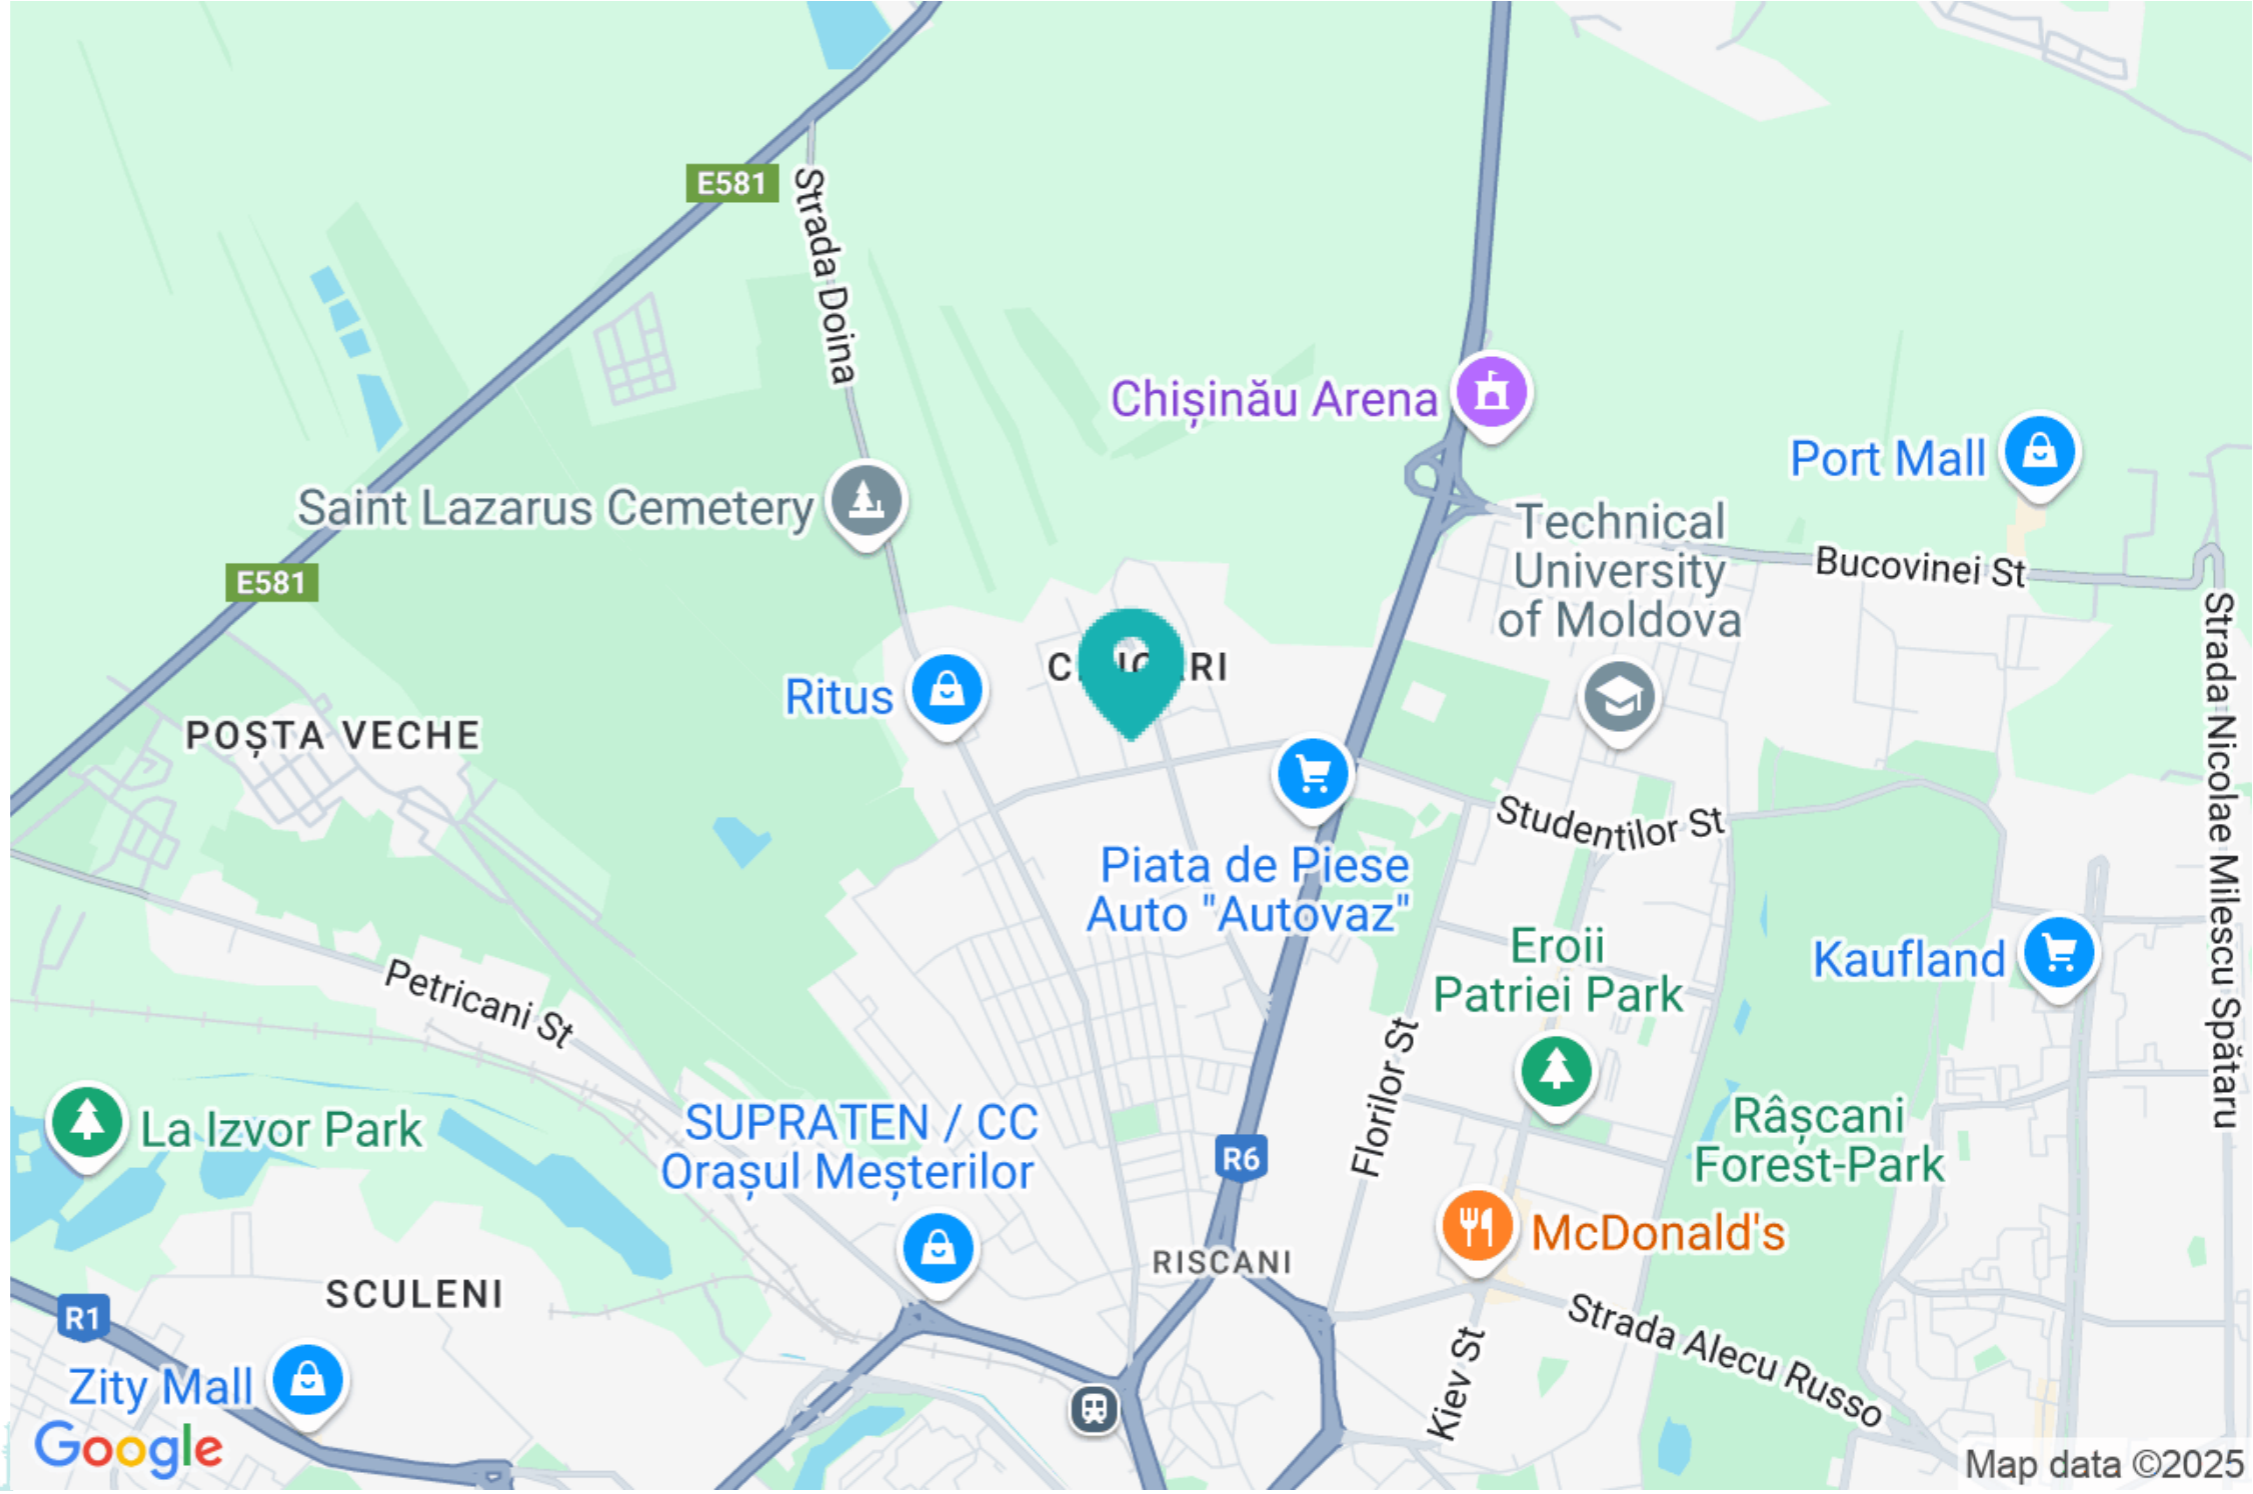 E581
Strada Doina
Chișinău Arena
Port Mall
Saint Lazarus Cemetery
Technical
University
of Moldova
Bucovinei St
E581
Strada Nicolae Milescu Spătaru
Ritus
POȘTA VECHE
Studentilor St
Piata de Piese
Auto "Autovaz"
Eroii
Patriei Park
Kaufland
Petricani St
Florilor St
La Izvor Park
SUPRATEN / CC
Orașul Meșterilor
R6
Râșcani
Forest-Park
McDonald's
RISCANI
SCULENI
R1
Strada Alecu Russo
Kiev St
Zity Mall
Google
Map data ©2025